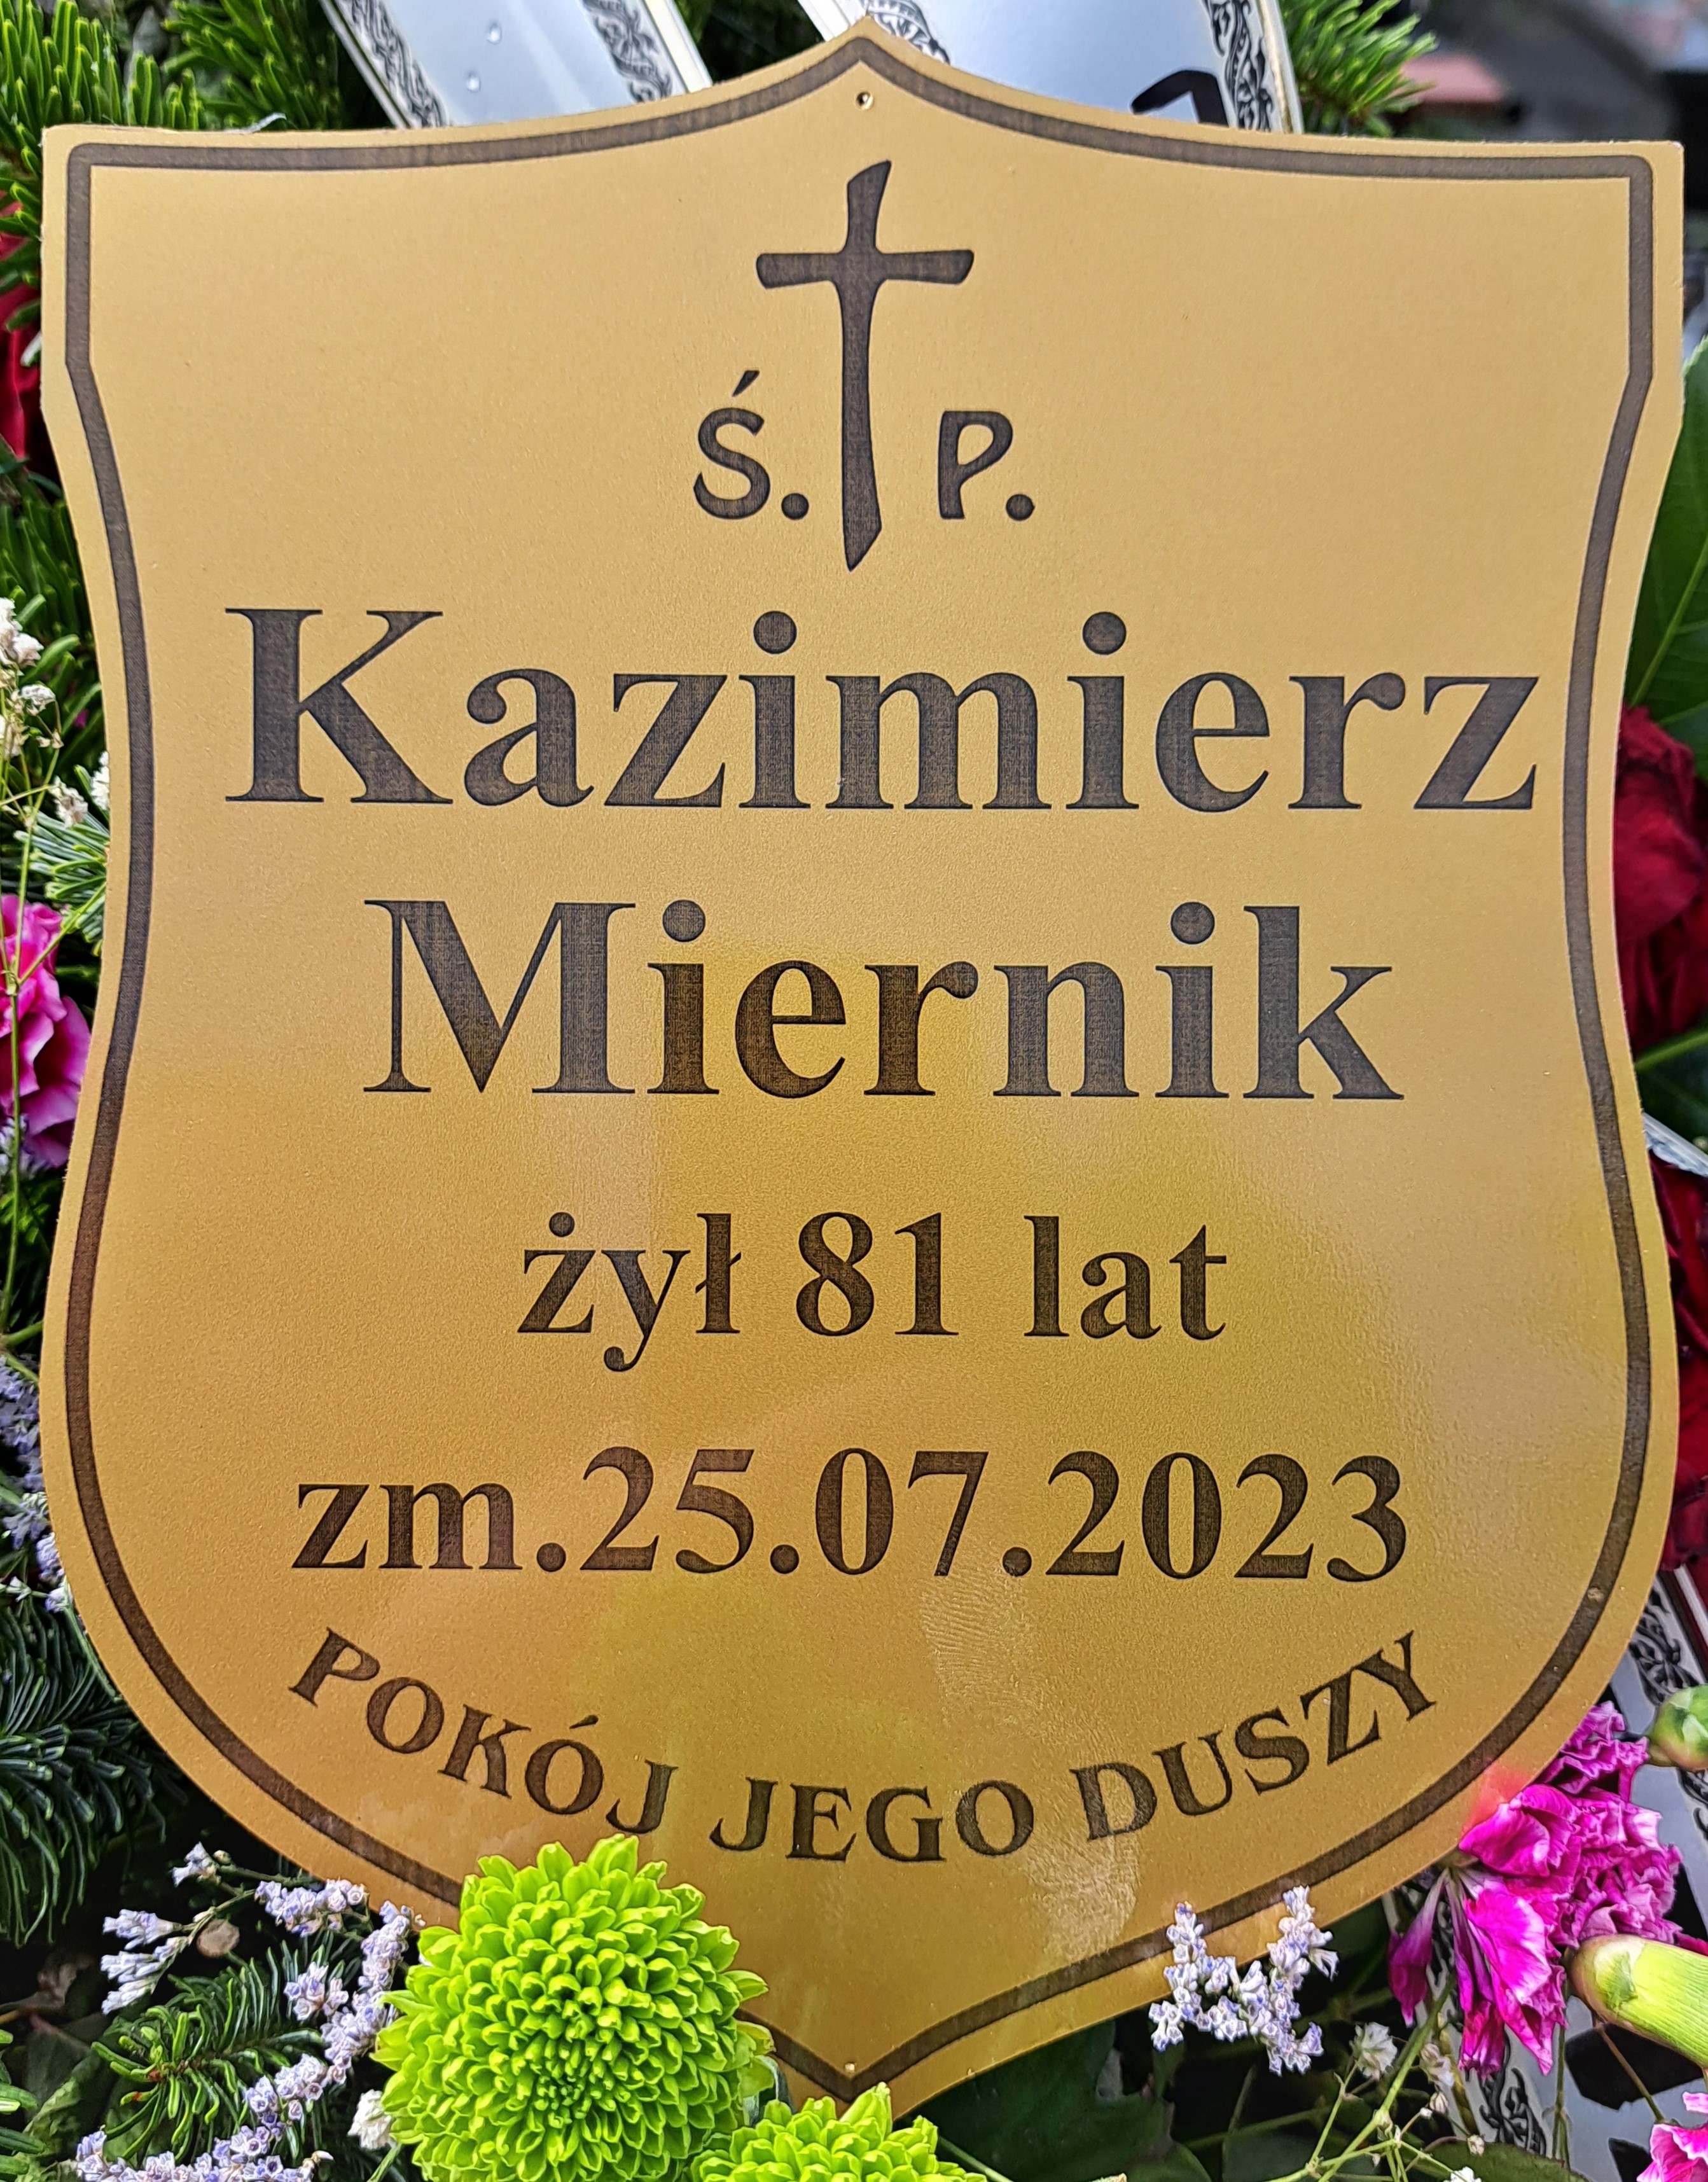 Ś. P.
Kazimierz
Miernik
żył 81 lat
zm.25.07.2023
POKÓJ JEGO DUSZY